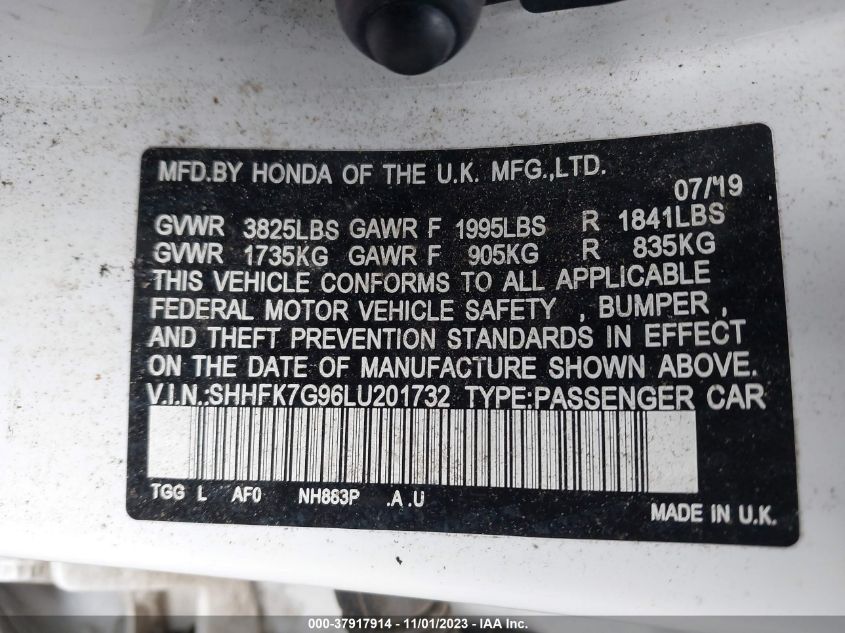 MFD.BY HONDA OF THE U.K. MFG.,LTD.
07/'19
GVWR 3825LBS GAWR F 1995LBS R 1841LBS
GVWR 1735KG GAWR F 905KG R 835KG
THIS VEHICLE CONFORMS TO ALL APPLICABLE
FEDERAL MOTOR VEHICLE SAFETY , BUMPER ,
AND THEFT PREVENTION STANDARDS IN EFFECT
ON THE DATE OF MANUFACTURE SHOWN ABOVE.
V.I.N.:SHHFK7G96LU201732 TYPE:PASSENGER CAR
TGG L AF0 NH883P .A .U
MADE IN U.K.
000-37917914 - 11/01/2023 - IAA Inc.